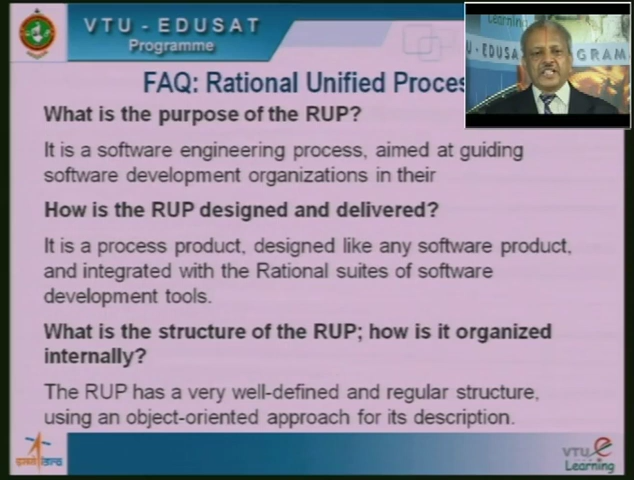 VTU - EDUSAT
Programme
Learning
U - EDUSA
GRAM
FAQ: Rational Unified Proce
What is the purpose of the RUP?
It is a software engineering process, aimed at guiding
software development organizations in their
How is the RUP designed and delivered?
It is a process product, designed like any software product,
and integrated with the Rational suites of software
development tools.
What is the structure of the RUP; how is it organized
internally?
The RUP has a very well-defined and regular structure,
using an object-oriented approach for its description.
VTU
Learning